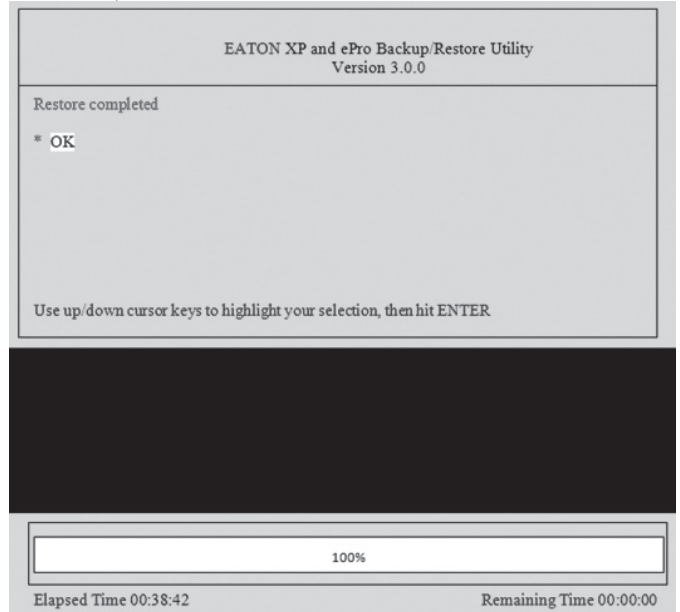 EATON XP and ePro Backup/Restore Utility
Version 3.0.0
Restore completed
* OK
Use up/down cursor keys to highlight your selection, then hit ENTER
100%
Elapsed Time 00:38:42
Remaining Time 00:00:00